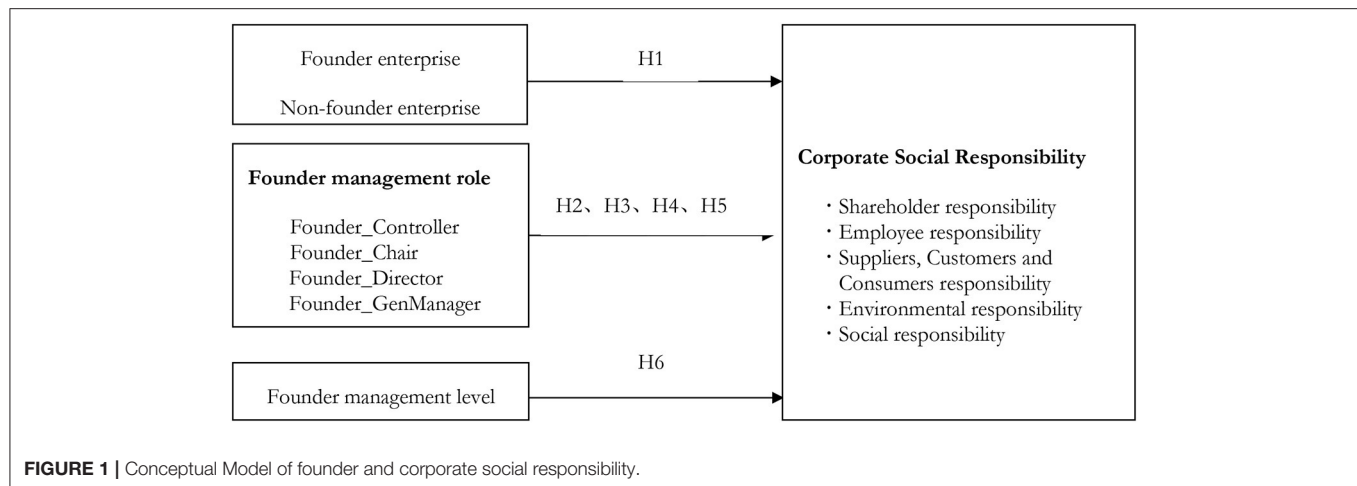 Founder enterprise
Non-founder enterprise
H1
Founder management role
Founder_Controller
Founder_Chair
Founder_Director
Founder_GenManager
H2、H3、H4、H5
Founder management level
H6
Corporate Social Responsibility
· Shareholder responsibility
· Employee responsibility
· Suppliers, Customers and
Consumers responsibility
· Environmental responsibility
· Social responsibility
FIGURE 1 | Conceptual Model of founder and corporate social responsibility.